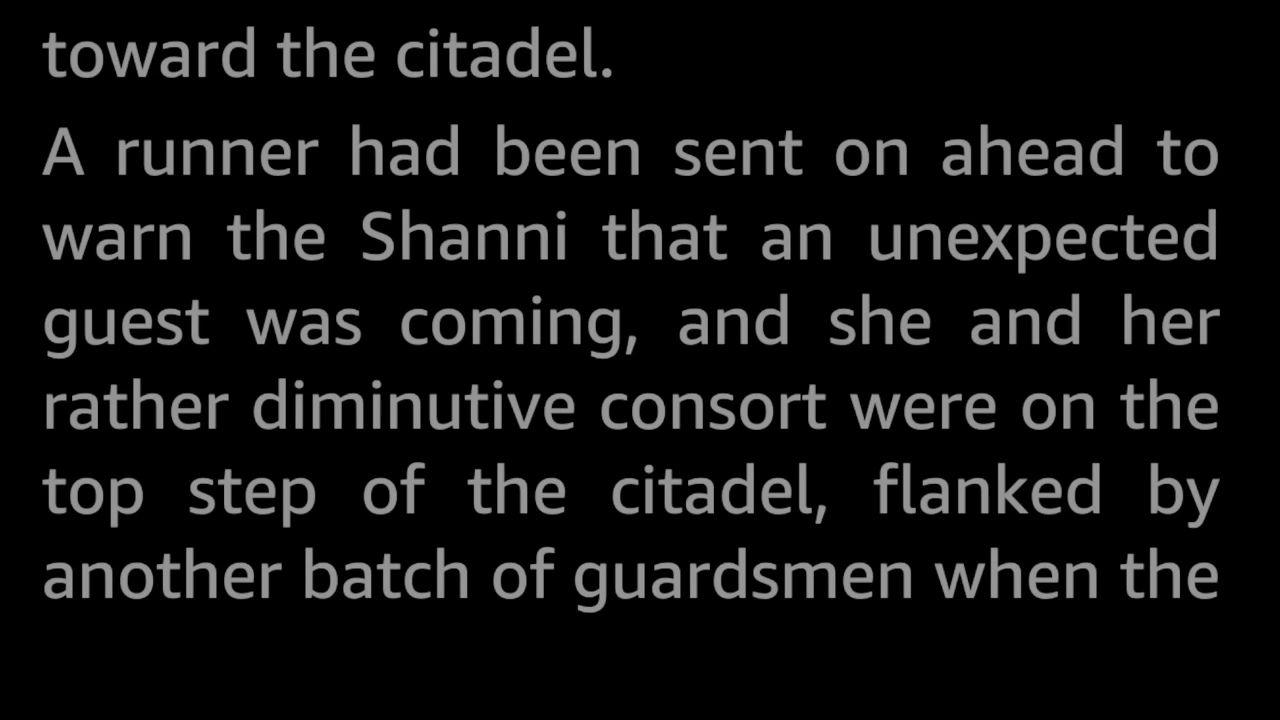 toward the citadel.
A runner had been sent on ahead to
warn the Shanni that an unexpected
guest was coming, and she and her
rather diminutive consort were on the
top step of the citadel, flanked by
another batch of guardsmen when the